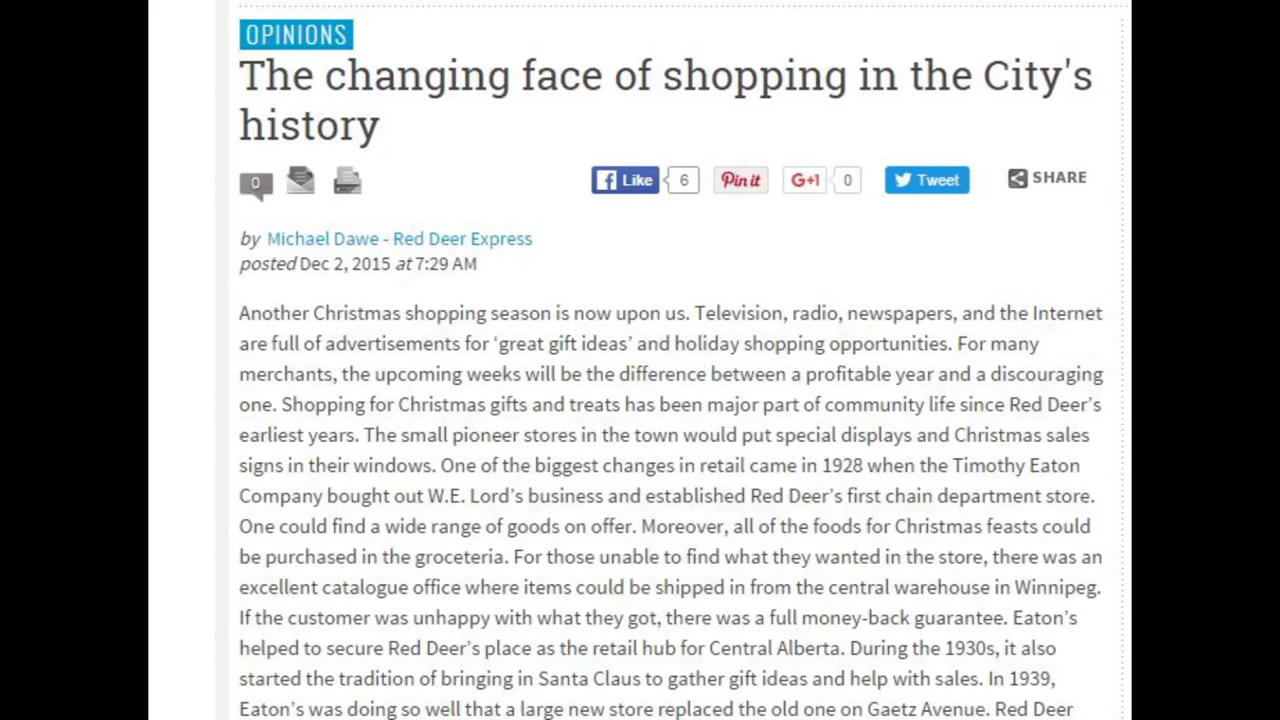 OPINIONS
The changing face of shopping in the City's
history
0
Like 6 Pin it G+1 0 Tweet SHARE
by Michael Dawe - Red Deer Express
posted Dec 2, 2015 at 7:29 AM
Another Christmas shopping season is now upon us. Television, radio, newspapers, and the Internet
are full of advertisements for ‘great gift ideas’ and holiday shopping opportunities. For many
merchants, the upcoming weeks will be the difference between a profitable year and a discouraging
one. Shopping for Christmas gifts and treats has been major part of community life since Red Deer’s
earliest years. The small pioneer stores in the town would put special displays and Christmas sales
signs in their windows. One of the biggest changes in retail came in 1928 when the Timothy Eaton
Company bought out W.E. Lord’s business and established Red Deer’s first chain department store.
One could find a wide range of goods on offer. Moreover, all of the foods for Christmas feasts could
be purchased in the groceteria. For those unable to find what they wanted in the store, there was an
excellent catalogue office where items could be shipped in from the central warehouse in Winnipeg.
If the customer was unhappy with what they got, there was a full money-back guarantee. Eaton’s
helped to secure Red Deer’s place as the retail hub for Central Alberta. During the 1930s, it also
started the tradition of bringing in Santa Claus to gather gift ideas and help with sales. In 1939,
Eaton’s was doing so well that a large new store replaced the old one on Gaetz Avenue. Red Deer